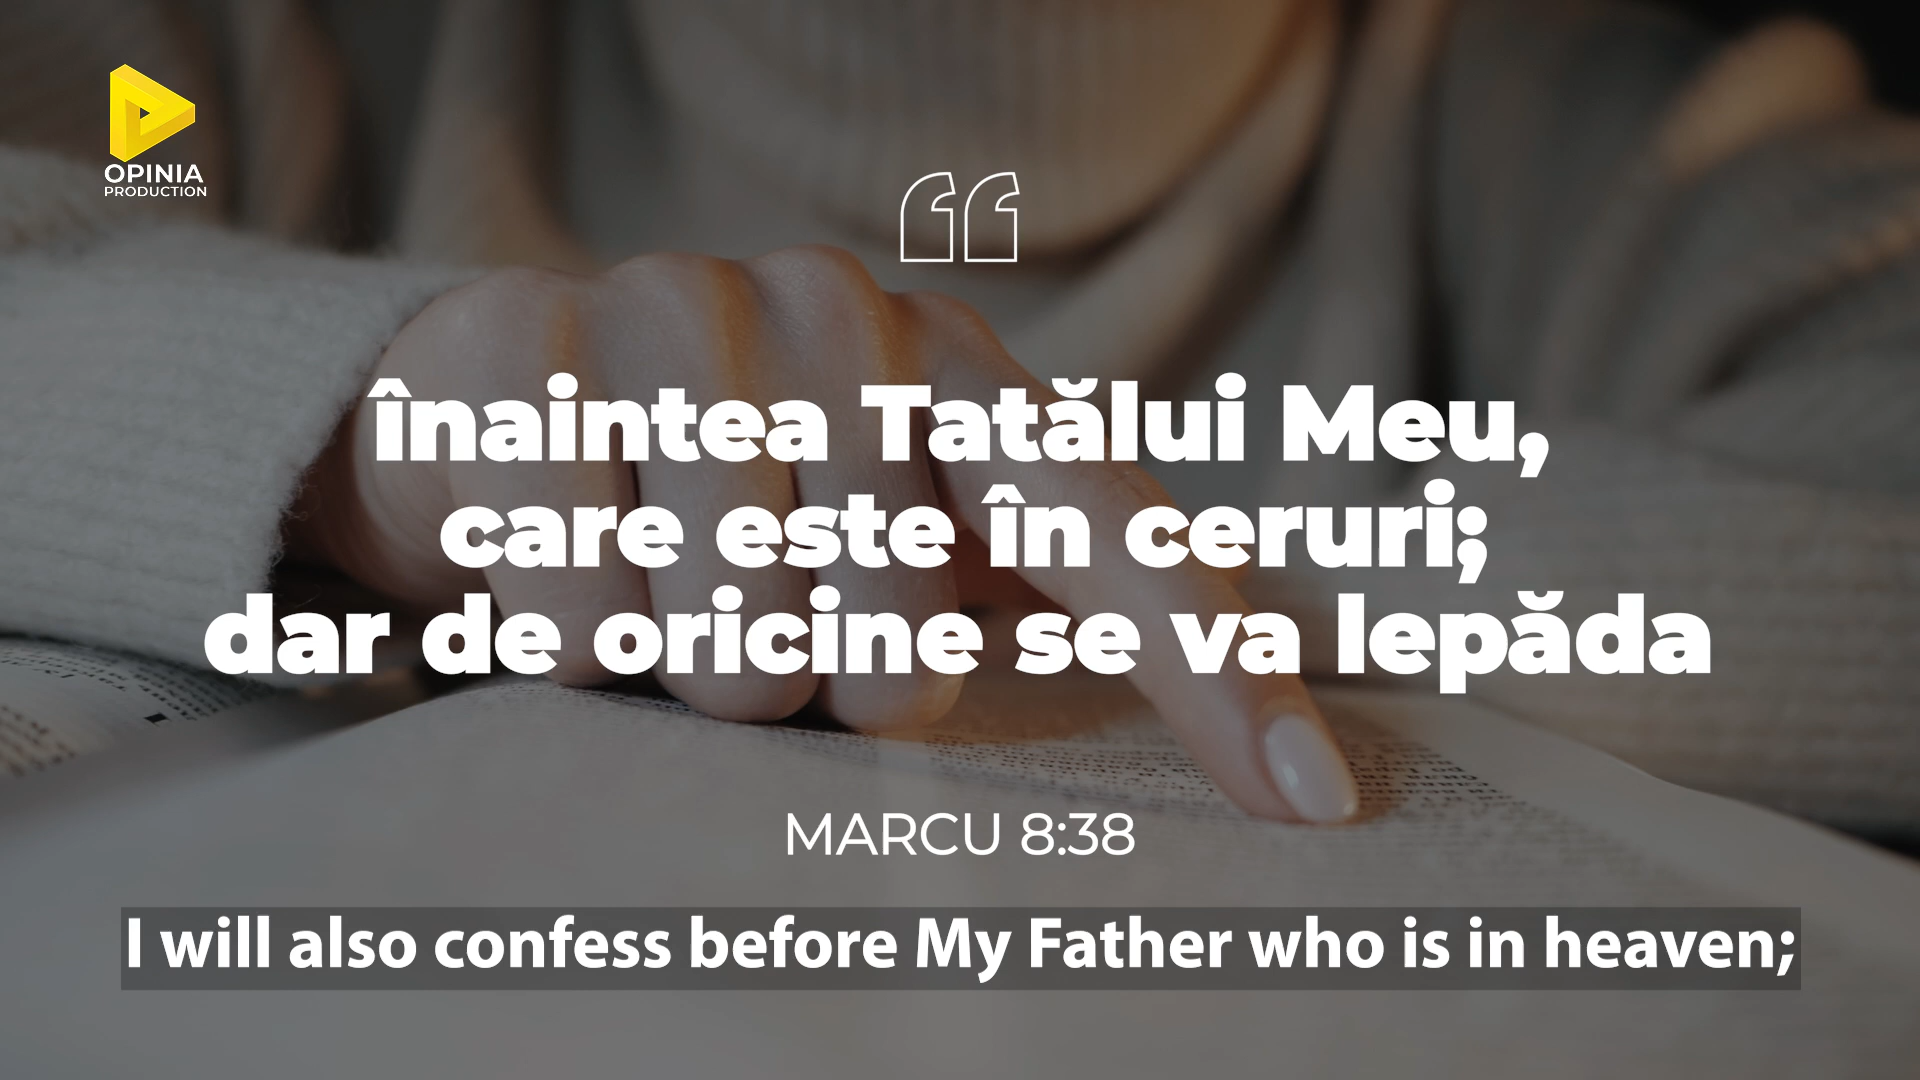 OPINIA
PRODUCTION
înaintea Tatălui Meu,
care este în ceruri;
dar de oricine se va lepăda
MARCU 8:38
I will also confess before My Father who is in heaven;